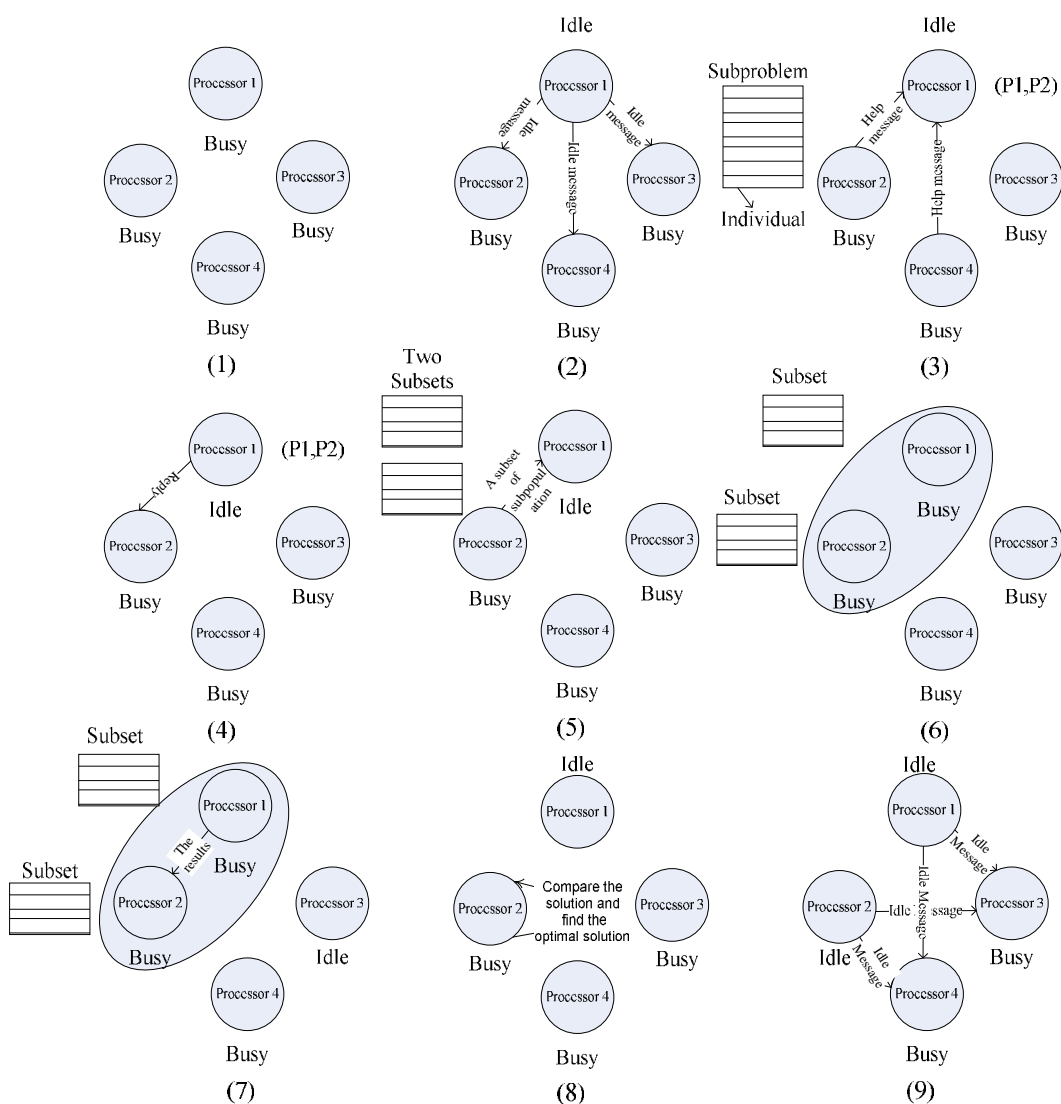 Processor 1
Busy
Processor 2
Busy
Processor 3
Busy
Processor 4
Busy
(1)
Idle
Processor 1
Idle
message
Idle message
Idle
message
Processor 2
Busy
Processor 3
Busy
Processor 4
Busy
(2)
Subproblem
Individual
Idle
Processor 1
(P1,P2)
Help
message
Help message
Processor 2
Busy
Processor 3
Busy
Processor 4
Busy
(3)
Processor 1
(P1,P2)
Idle
Reply
Processor 2
Busy
Processor 3
Busy
Processor 4
Busy
(4)
Two
Subsets
Processor 1
Idle
A subset
of
subpopul
ation
Processor 2
Busy
Processor 3
Busy
Processor 4
Busy
(5)
Subset
Processor 1
Busy
Subset
Processor 2
Busy
Processor 3
Busy
Processor 4
Busy
(6)
Subset
Processor 1
Busy
The
results
Subset
Processor 2
Busy
Processor 3
Idle
Processor 4
Busy
(7)
Idle
Processor 1
Processor 2
Busy
Compare the
solution and
find the
optimal solution
Processor 3
Busy
Processor 4
Busy
(8)
Idle
Processor 1
Idle
Message
Idle Message
Processor 2
Idle
Idle
Processor 3
Busy
Idle
Message
Processor 4
Busy
(9)